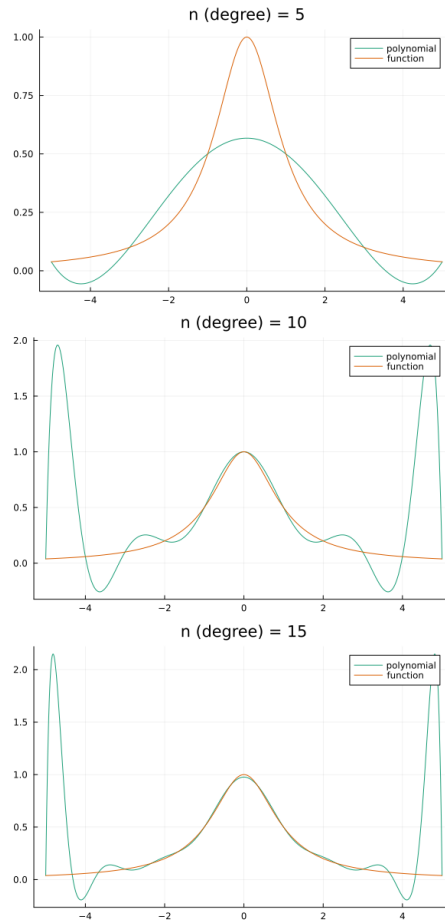 n (degree) = 5
polynomial
function
1.00
0.75
0.50
0.25
0.00
−4 −2 0 2 4
n (degree) = 10
polynomial
function
2.0
1.5
1.0
0.5
0.0
−4 −2 0 2 4
n (degree) = 15
polynomial
function
2.0
1.5
1.0
0.5
0.0
−4 −2 0 2 4